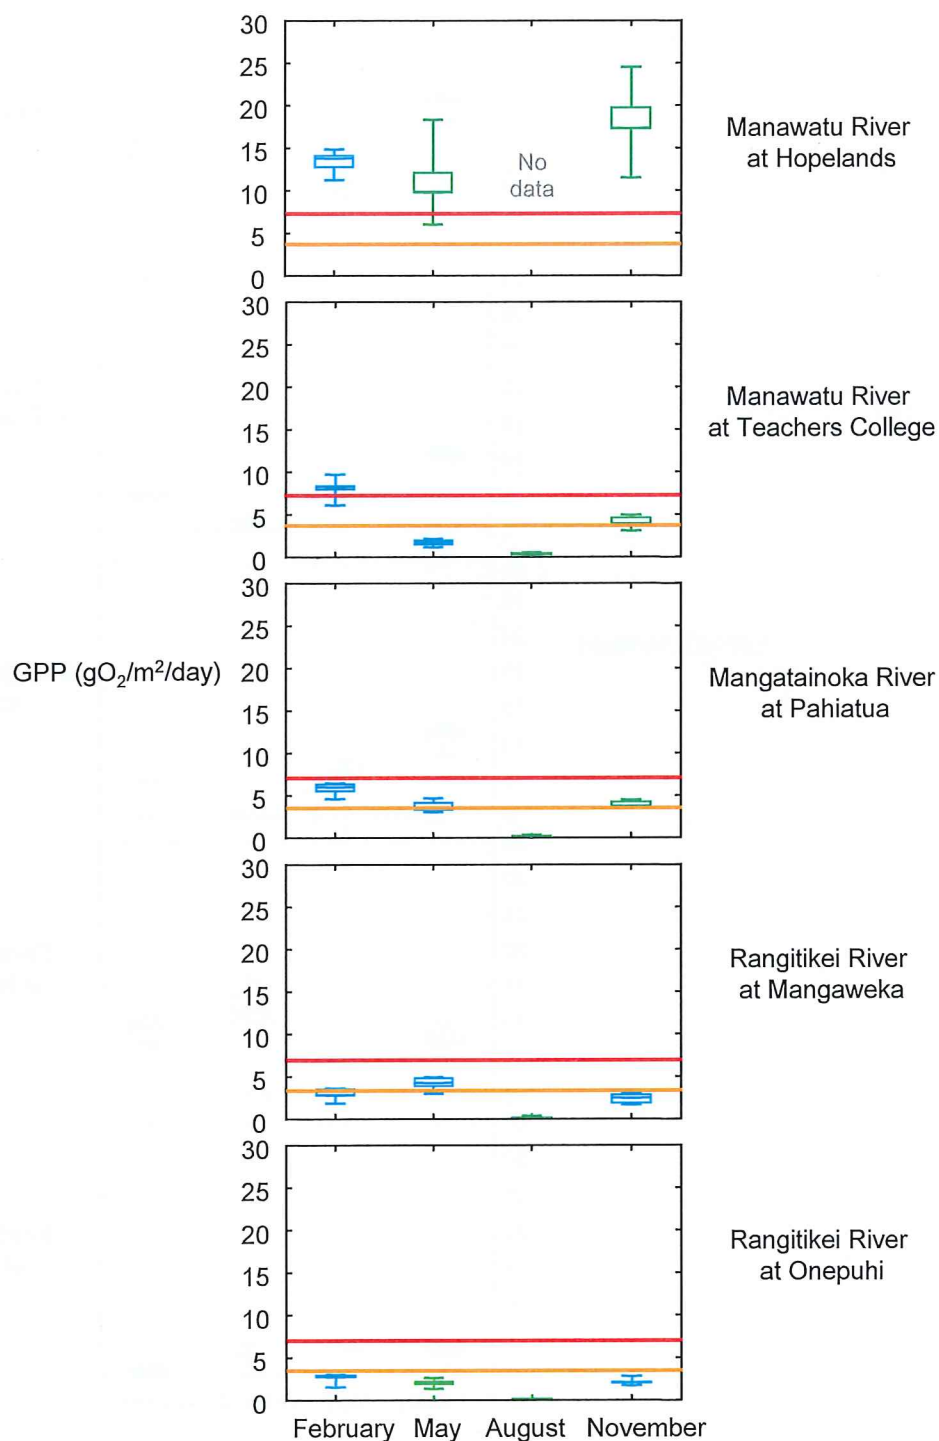 30
25
20
15
10
5
0
No
data
Manawatu River
at Hopelands
30
25
20
15
10
5
0
Manawatu River
at Teachers College
GPP (gO₂/m²/day)
30
25
20
15
10
5
0
Mangatainoka River
at Pahiatua
30
25
20
15
10
5
0
Rangitikei River
at Mangaweka
30
25
20
15
10
5
0
Rangitikei River
at Onepuhi
February May August November